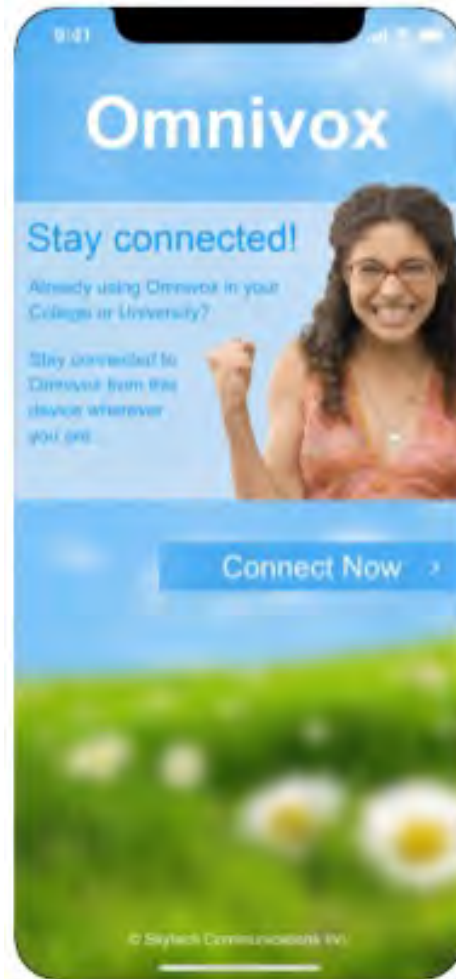 9:41
Omnivox
Stay connected!
Already using Omnivox in your
College or University?
Stay connected to
Omnivox from this
device wherever
you are.
Connect Now ›
© Skytech Communications Inc.